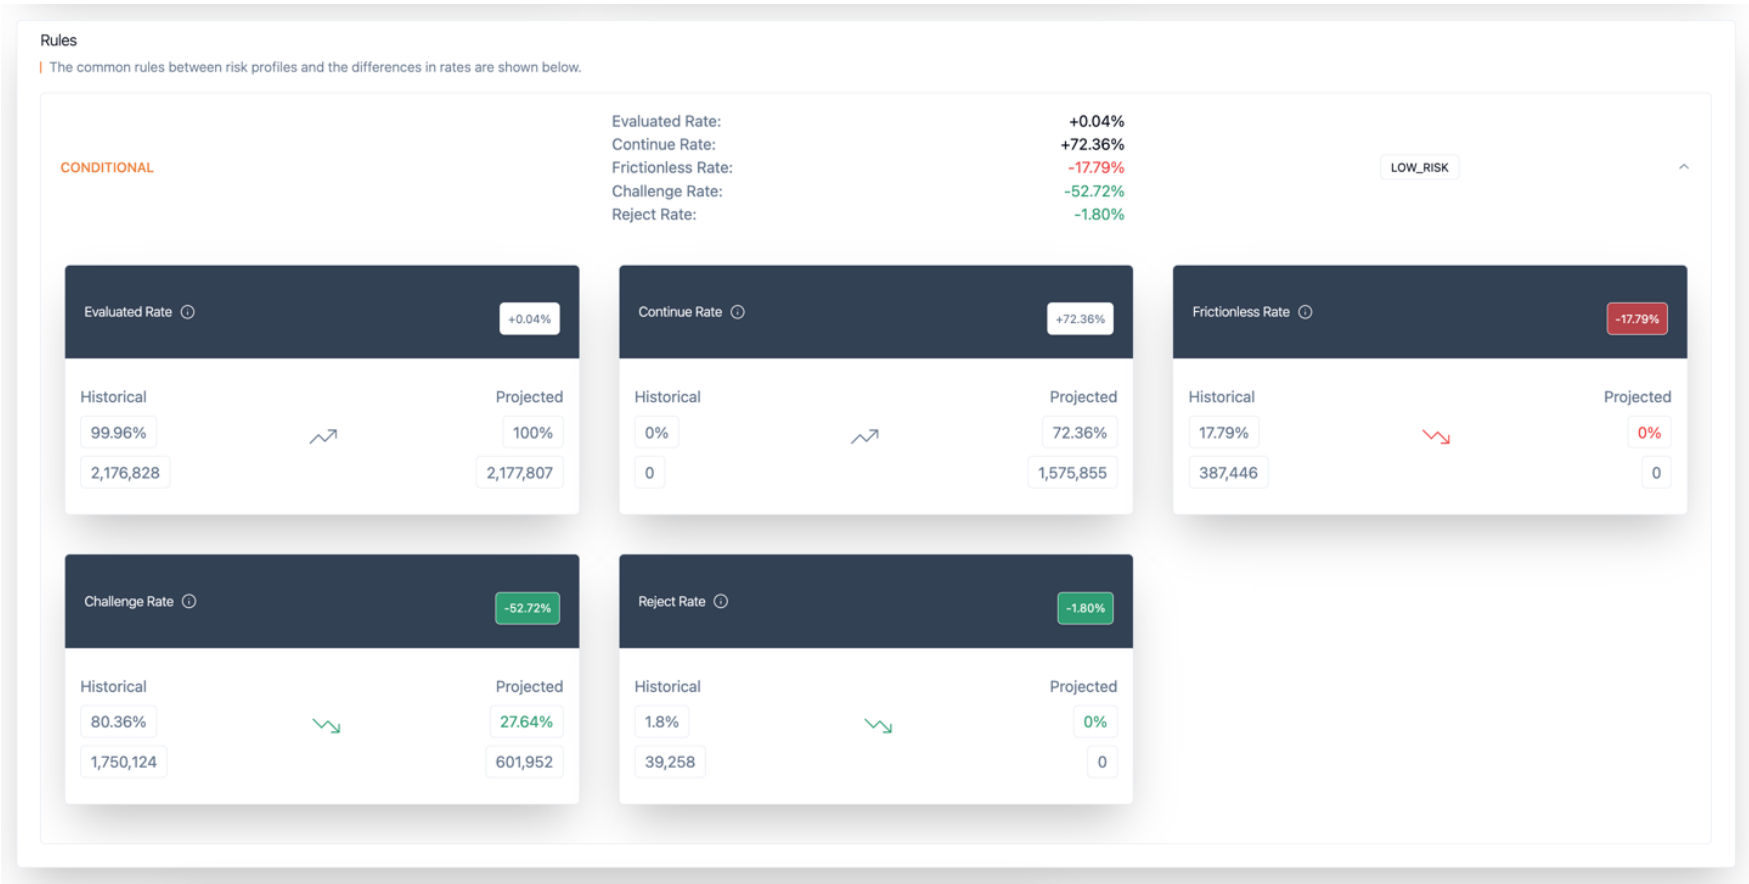 Rules
The common rules between risk profiles and the differences in rates are shown below.
CONDITIONAL
Evaluated Rate: +0.04%
Continue Rate: +72.36%
Frictionless Rate: -17.79%
Challenge Rate: -52.72%
Reject Rate: -1.80%
LOW_RISK
Evaluated Rate +0.04%
Historical Projected
99.96% 100%
2,176,828 2,177,807
Continue Rate +72.36%
Historical Projected
0% 72.36%
0 1,575,855
Frictionless Rate -17.79%
Historical Projected
17.79% 0%
387,446 0
Challenge Rate -52.72%
Historical Projected
80.36% 27.64%
1,750,124 601,952
Reject Rate -1.80%
Historical Projected
1.8% 0%
39,258 0